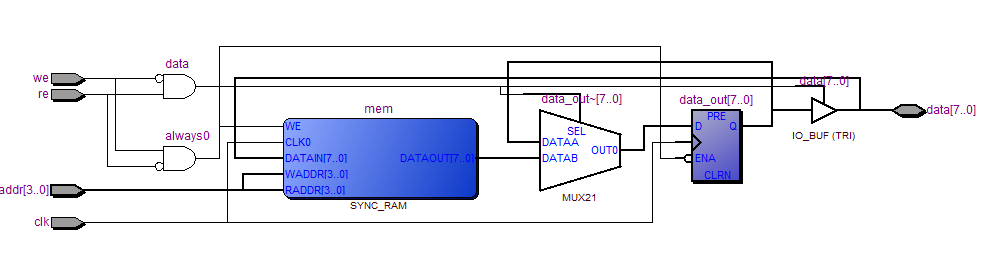 data
we
re
always0
addr[3..0]
clk
mem
WE
CLK0
DATAIN[7..0]
DATAOUT[7..0]
WADDR[3..0]
RADDR[3..0]
SYNC_RAM
data_out~[7..0]
SEL
DATAA
OUT0
DATAB
MUX21
data_out[7..0]
PRE
D
Q
ENA
CLRN
data[7..0]
IO_BUF (TRI)
data[7..0]